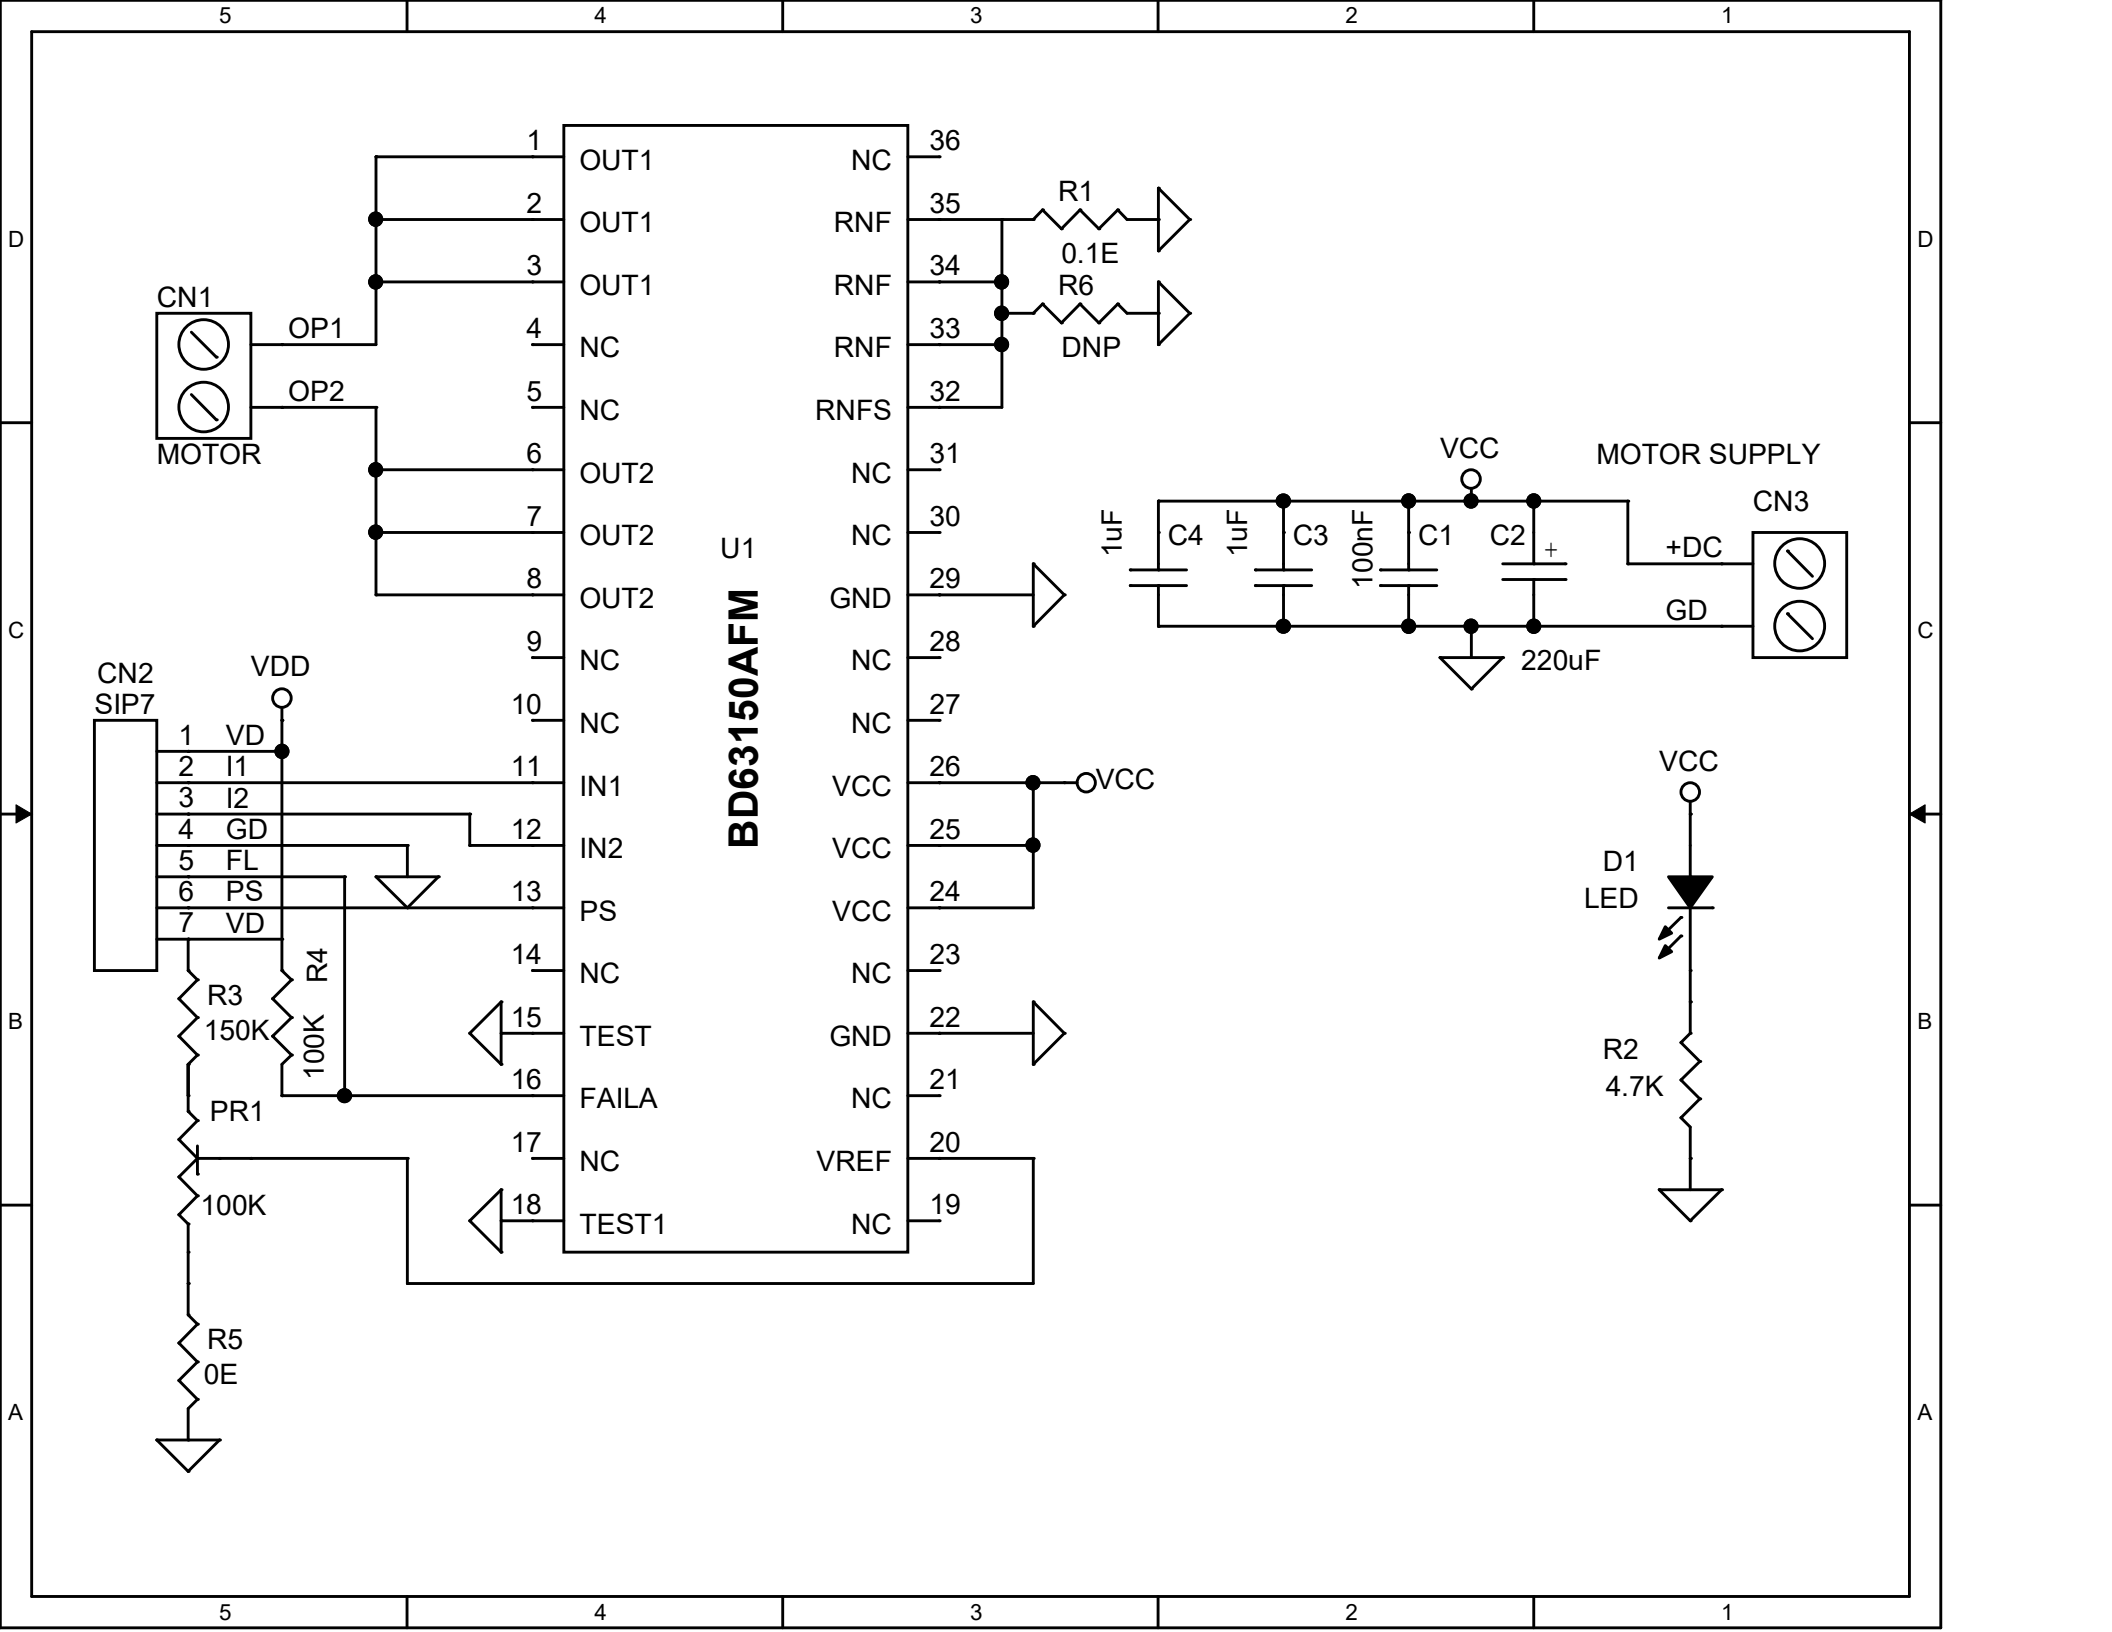 5 4 3 2 1
D D
C C
B B
A A
1 OUT1 NC 36
2 OUT1 RNF 35
3 OUT1 RNF 34
4 NC RNF 33
5 NC RNFS 32
6 OUT2 NC 31
7 OUT2 NC 30
8 OUT2 GND 29
9 NC NC 28
10 NC NC 27
11 IN1 VCC 26
12 IN2 VCC 25
13 PS VCC 24
14 NC NC 23
15 TEST GND 22
16 FAILA NC 21
17 NC VREF 20
18 TEST1 NC 19
U1
BD63150AFM
CN1
OP1
OP2
MOTOR
R1
0.1E
R6
DNP
VCC
VCC
MOTOR SUPPLY
CN3
+DC
GD
1uF C4
1uF C3
100nF C1
C2 +
220uF
CN2
SIP7
VDD
1 VD
2 I1
3 I2
4 GD
5 FL
6 PS
7 VD
R3
150K
R4
100K
PR1
100K
R5
0E
VCC
D1
LED
R2
4.7K
5 4 3 2 1